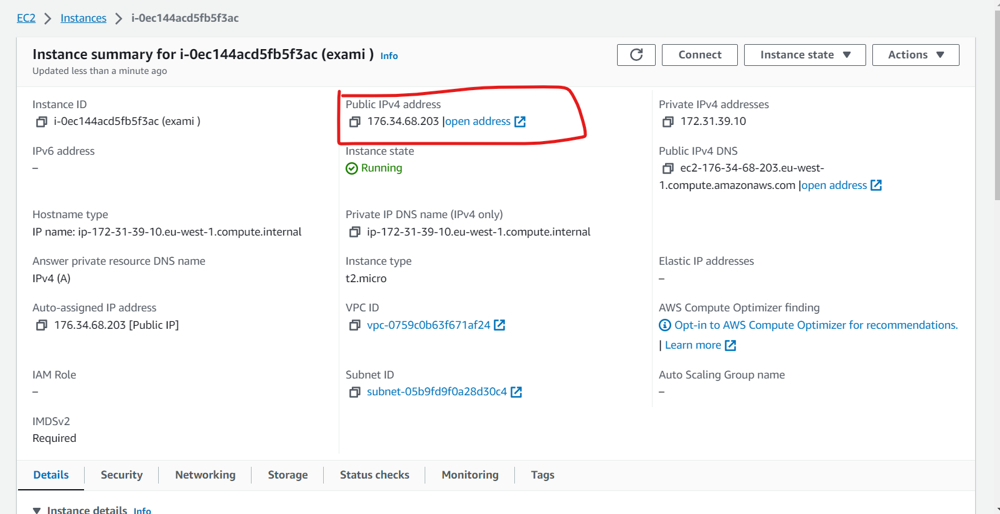 EC2 > Instances > i-0ec144acd5fb5f3ac
Instance summary for i-0ec144acd5fb5f3ac (exami ) Info
Updated less than a minute ago
Connect
Instance state
Actions
Instance ID
i-0ec144acd5fb5f3ac (exami )
Public IPv4 address
176.34.68.203 |open address
Private IPv4 addresses
172.31.39.10
IPv6 address
–
Instance state
Running
Public IPv4 DNS
ec2-176-34-68-203.eu-west-
1.compute.amazonaws.com |open address
Hostname type
IP name: ip-172-31-39-10.eu-west-1.compute.internal
Private IP DNS name (IPv4 only)
ip-172-31-39-10.eu-west-1.compute.internal
Answer private resource DNS name
IPv4 (A)
Instance type
t2.micro
Elastic IP addresses
–
Auto-assigned IP address
176.34.68.203 [Public IP]
VPC ID
vpc-0759c0b63f671af24
AWS Compute Optimizer finding
Opt-in to AWS Compute Optimizer for recommendations.
| Learn more
IAM Role
–
Subnet ID
subnet-05b9fd9f0a28d30c4
Auto Scaling Group name
–
IMDSv2
Required
Details
Security
Networking
Storage
Status checks
Monitoring
Tags
Instance details Info